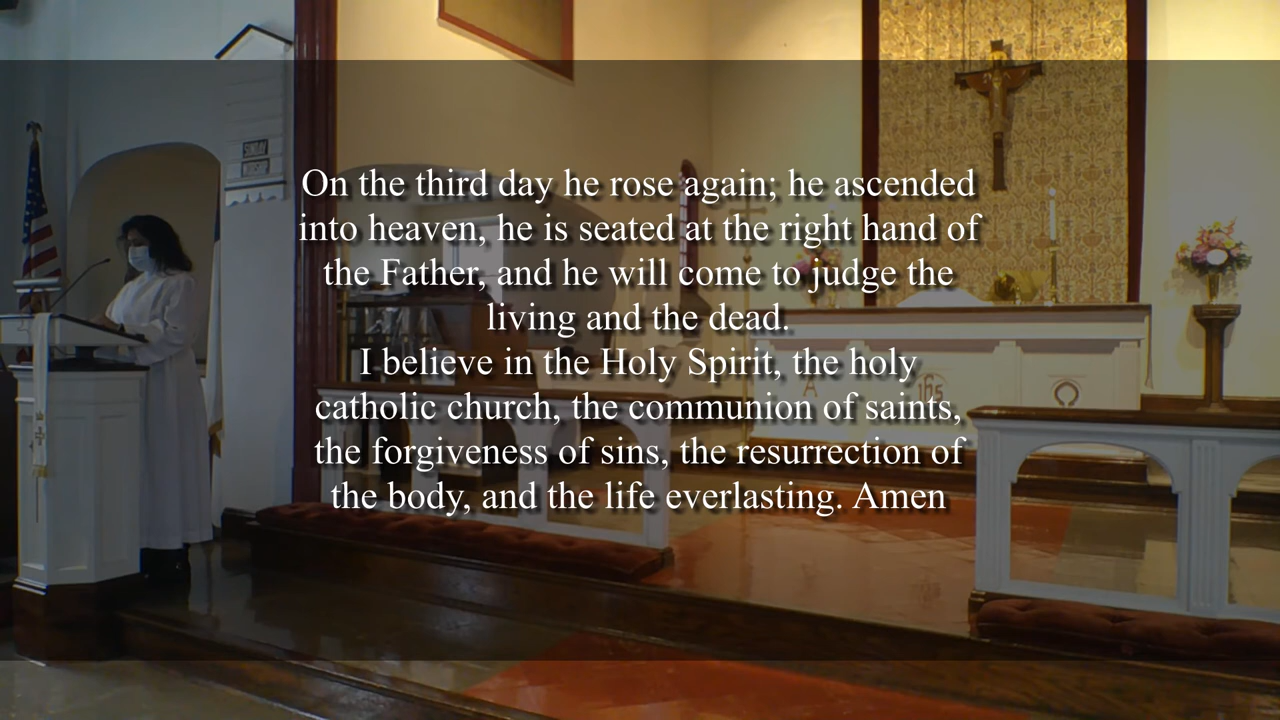 On the third day he rose again; he ascended
into heaven, he is seated at the right hand of
the Father, and he will come to judge the
living and the dead.
I believe in the Holy Spirit, the holy
catholic church, the communion of saints,
the forgiveness of sins, the resurrection of
the body, and the life everlasting. Amen
SUNDAY
WORSHIP
A
IHS
Ω